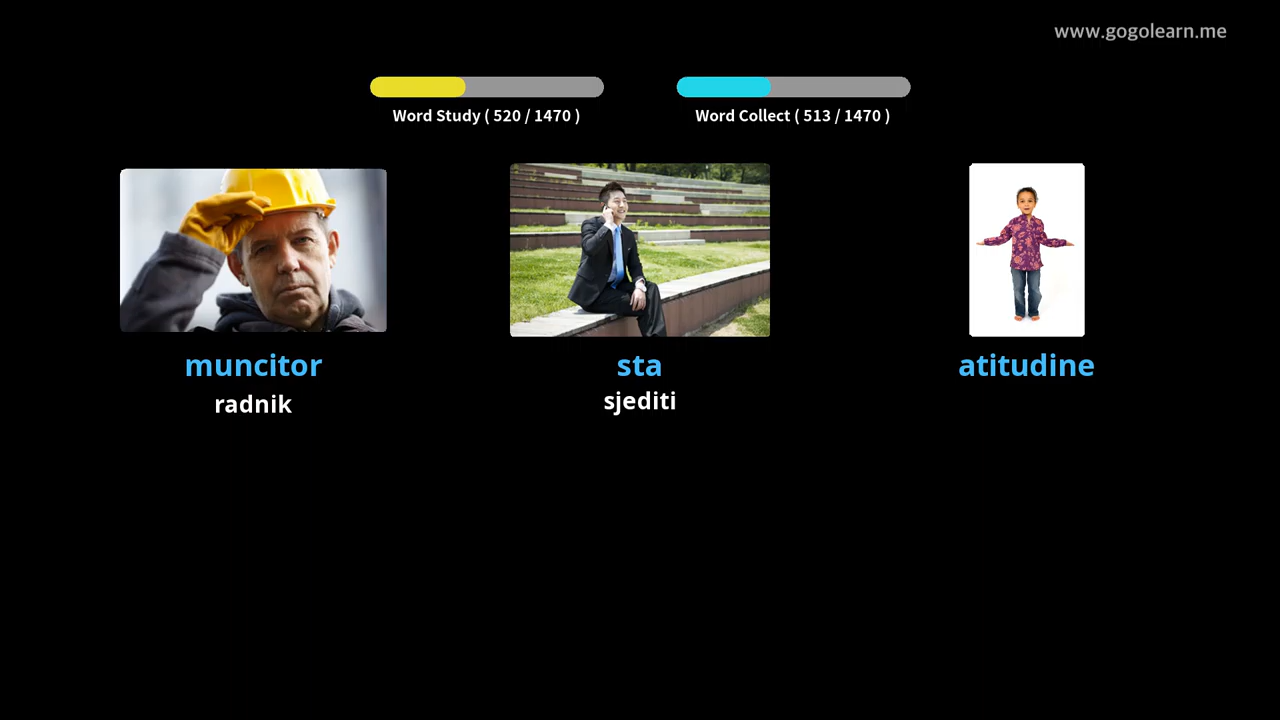 www.gogolearn.me
Word Study ( 520 / 1470 )
Word Collect ( 513 / 1470 )
muncitor
radnik
sta
sjediti
atitudine